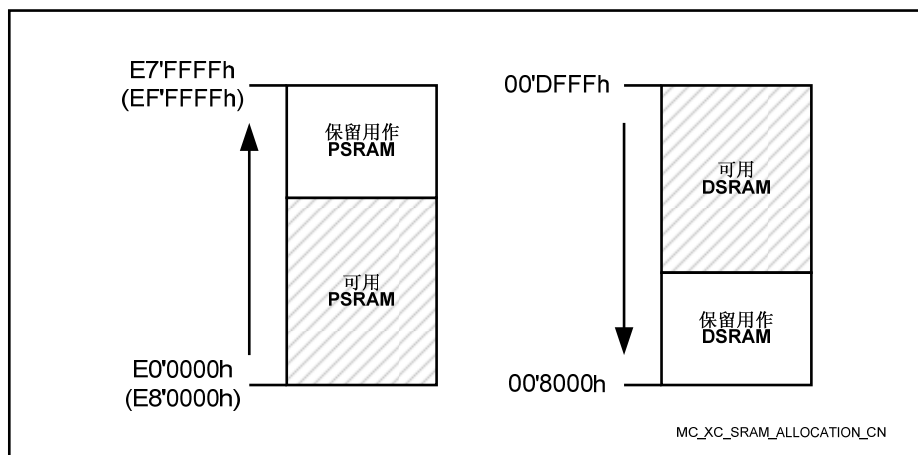 E7'FFFFh
(EF'FFFFh)
保留用作
PSRAM
可用
PSRAM
E0'0000h
(E8'0000h)
00'DFFFh
可用
DSRAM
保留用作
DSRAM
00'8000h
MC_XC_SRAM_ALLOCATION_CN